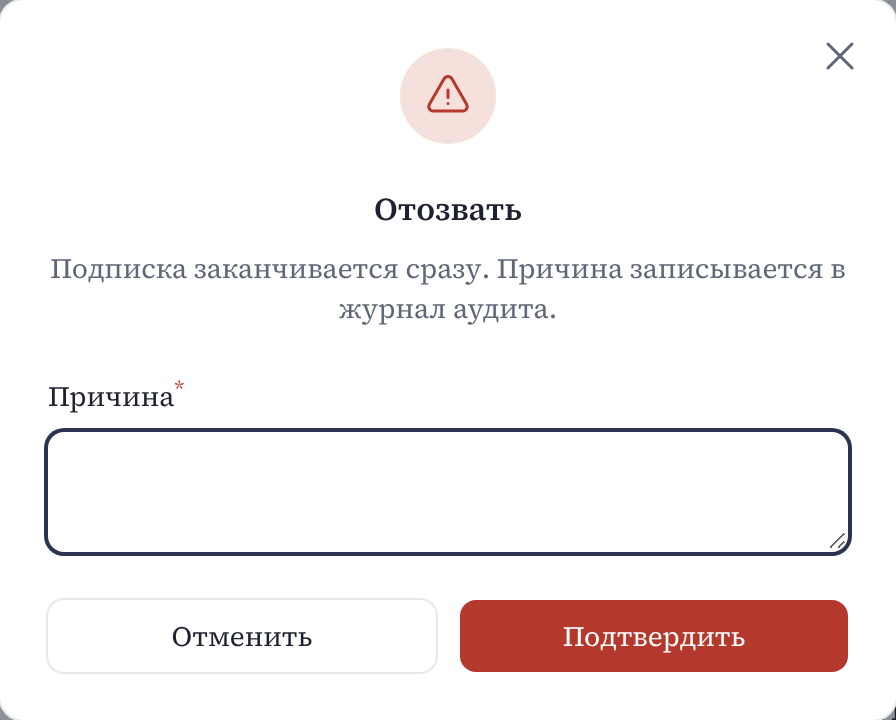 Отозвать
Подписка заканчивается сразу. Причина записывается в
журнал аудита.
Причина*
Отменить
Подтвердить